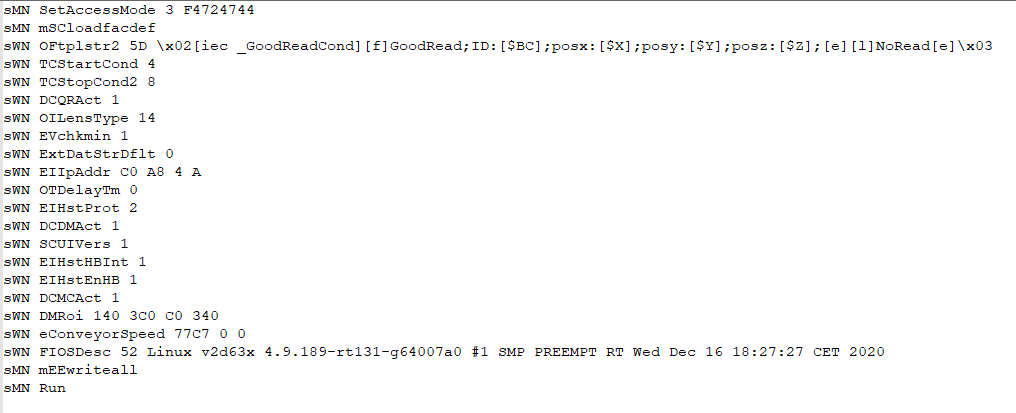 sMN SetAccessMode 3 F4724744
sMN mSCloadfacdef
sWN OFtplstr2 5D \x02[iec _GoodReadCond][f]GoodRead;ID:[$BC];posx:[$X];posy:[$Y];posz:[$Z];[e][l]NoRead[e]\x03
sWN TCStartCond 4
sWN TCStopCond2 8
sWN DCQRAct 1
sWN OILensType 14
sWN EVchkmin 1
sWN ExtDatStrDflt 0
sWN EIIpAddr C0 A8 4 A
sWN OTDelayTm 0
sWN EIHstProt 2
sWN DCDMAct 1
sWN SCUIVers 1
sWN EIHstHBInt 1
sWN EIHstEnHB 1
sWN DCMCAct 1
sWN DMRoi 140 3C0 C0 340
sWN eConveyorSpeed 77C7 0 0
sWN FIOSDesc 52 Linux v2d63x 4.9.189-rt131-g64007a0 #1 SMP PREEMPT RT Wed Dec 16 18:27:27 CET 2020
sMN mEEwriteall
sMN Run